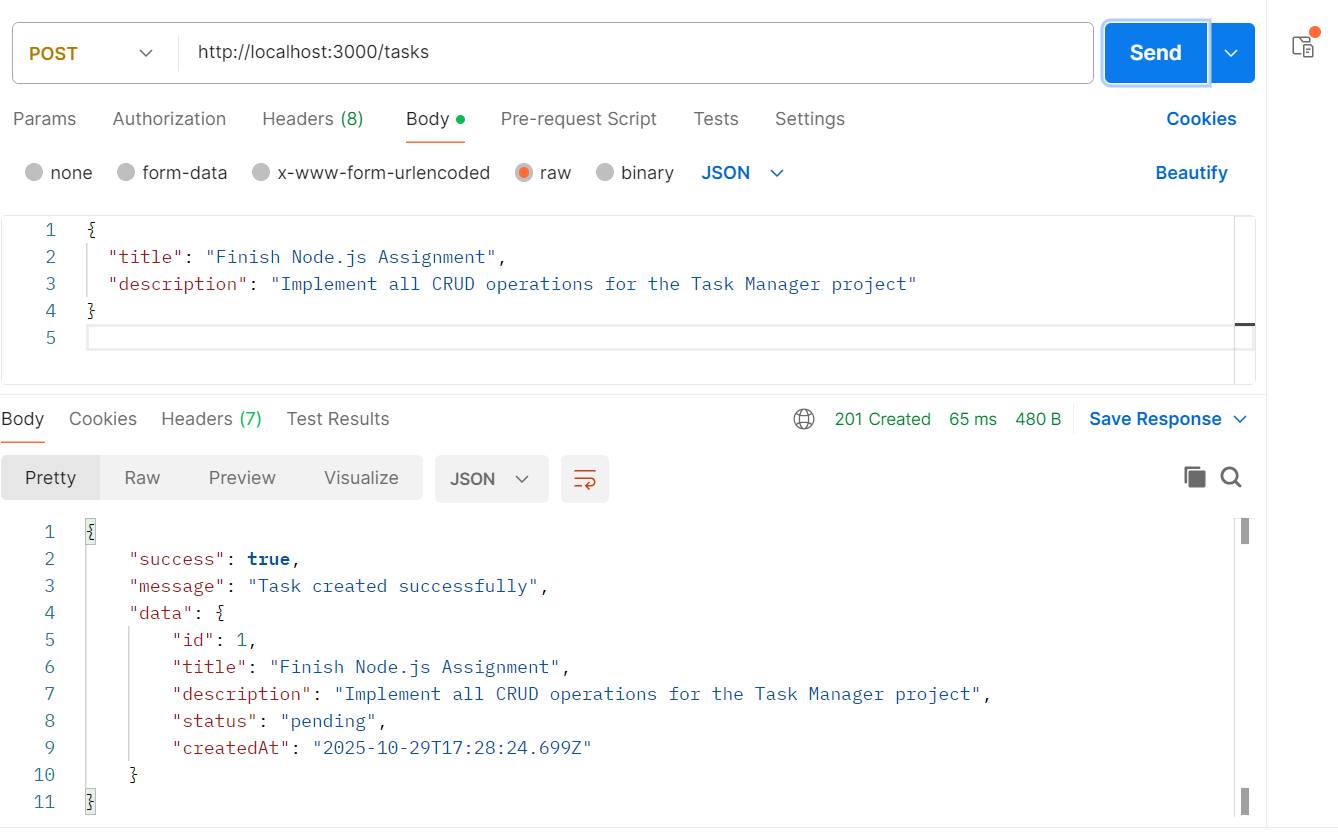 POST http://localhost:3000/tasks Send
Params Authorization Headers (8) Body Pre-request Script Tests Settings Cookies
none form-data x-www-form-urlencoded raw binary JSON Beautify
1 {
2 "title": "Finish Node.js Assignment",
3 "description": "Implement all CRUD operations for the Task Manager project"
4 }
5
Body Cookies Headers (7) Test Results 201 Created 65 ms 480 B Save Response
Pretty Raw Preview Visualize JSON
1 {
2 "success": true,
3 "message": "Task created successfully",
4 "data": {
5 "id": 1,
6 "title": "Finish Node.js Assignment",
7 "description": "Implement all CRUD operations for the Task Manager project",
8 "status": "pending",
9 "createdAt": "2025-10-29T17:28:24.699Z"
10 }
11 }